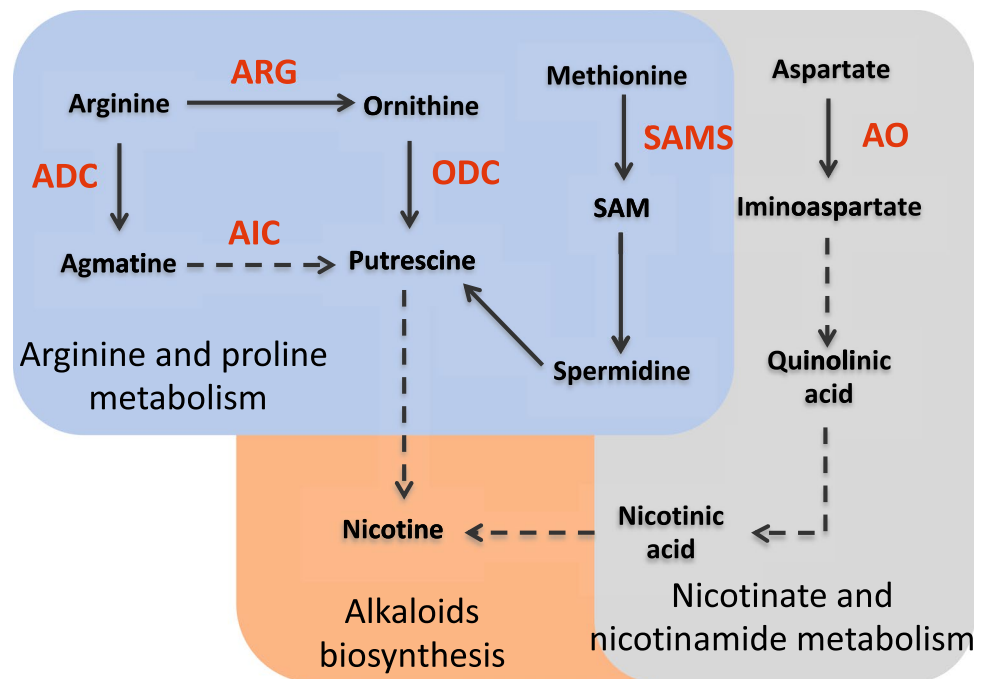 ARG
Arginine
Ornithine
ADC
ODC
AIC
Agmatine
Putrescine
Methionine
SAMS
SAM
Spermidine
Arginine and proline
metabolism
Aspartate
AO
Iminoaspartate
Quinolinic
acid
Nicotinic
acid
Nicotinate and
nicotinamide metabolism
Nicotine
Alkaloids
biosynthesis